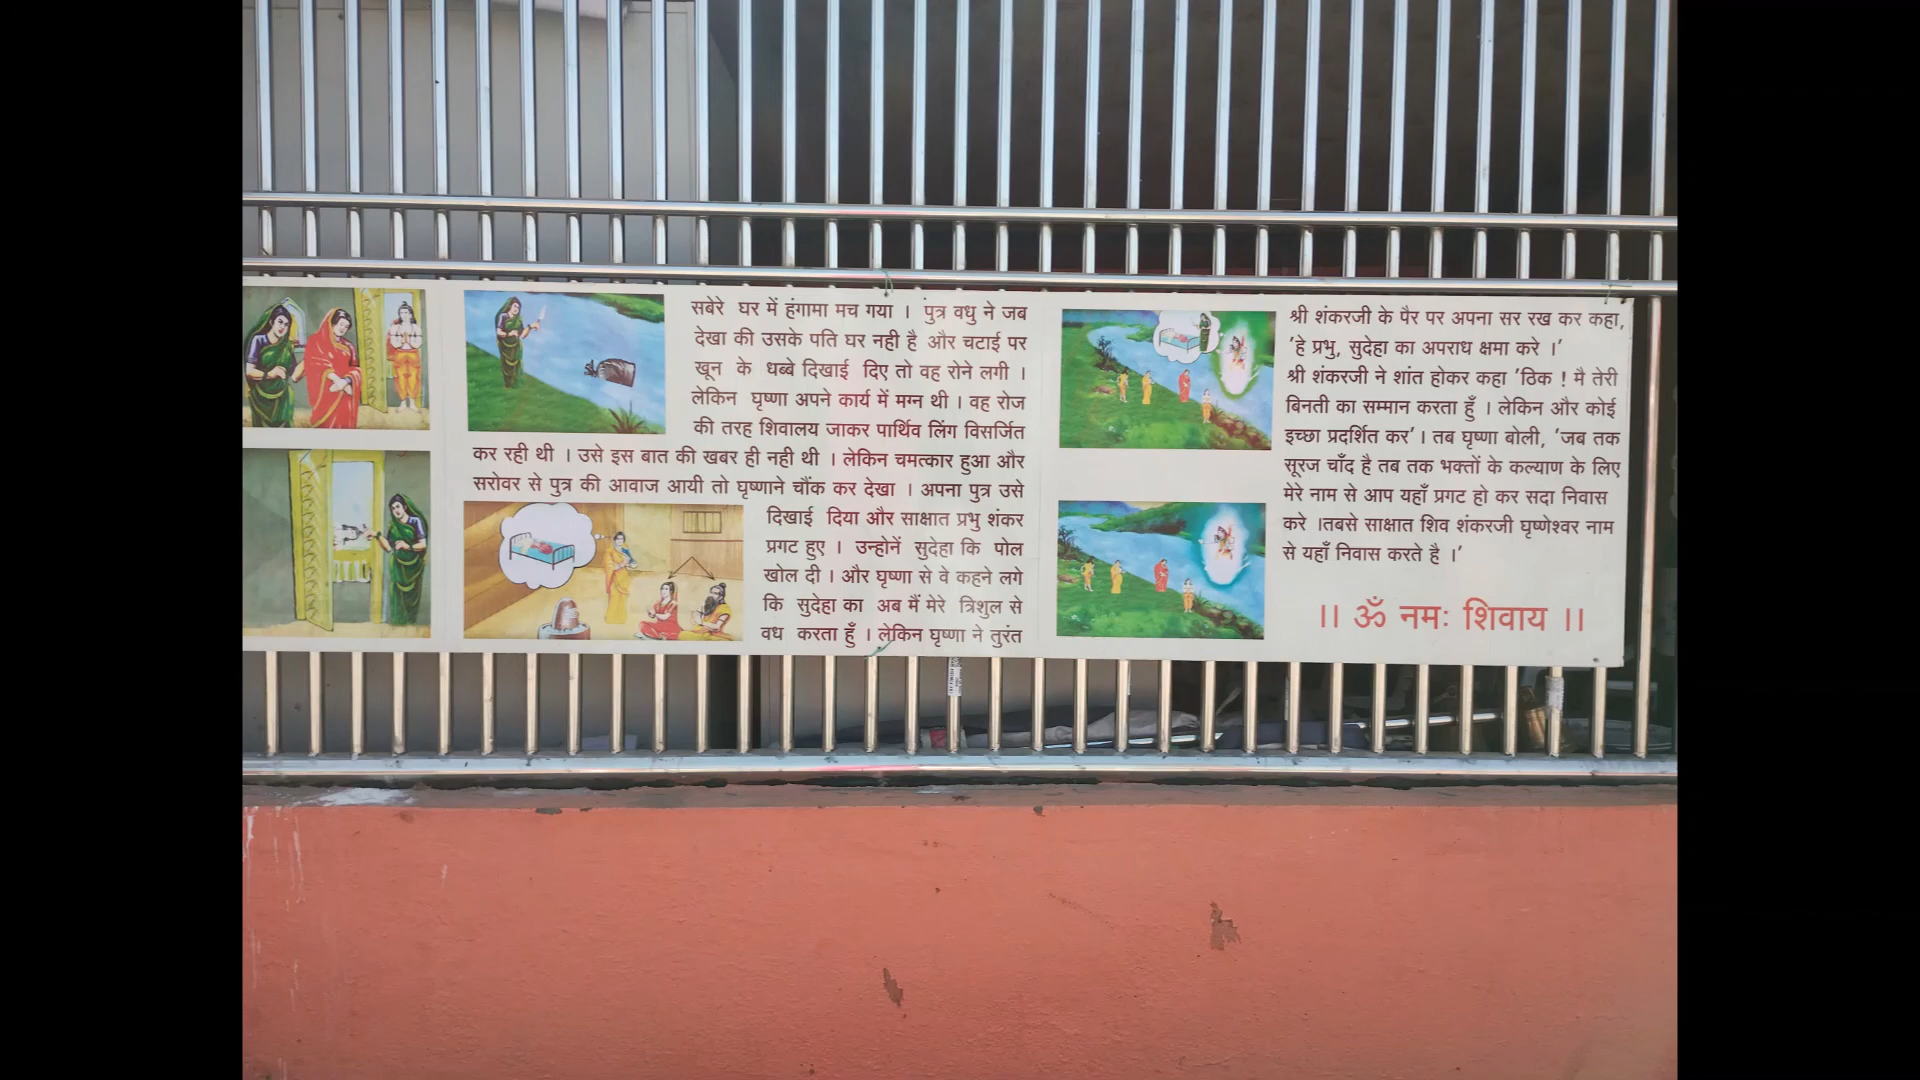 सबेरे घर में हंगामा मच गया । पुंत्र वधु ने जब
देखा की उसके पति घर नही है और चटाई पर
खून के धब्बे दिखाई दिए तो वह रोने लगी ।
लेकिन घृष्णा अपने कार्य में मग्न थी । वह रोज
की तरह शिवालय जाकर पार्थिव लिंग विसर्जित
कर रही थी । उसे इस बात की खबर ही नही थी । लेकिन चमत्कार हुआ और
सरोवर से पुत्र की आवाज आयी तो घृष्णाने चौंक कर देखा । अपना पुत्र उसे
दिखाई दिया और साक्षात प्रभु शंकर
प्रगट हुए । उन्होनें सुदेहा कि पोल
खोल दी । और घृष्णा से वे कहने लगे
कि सुदेहा का अब मैं मेरे त्रिशुल से
वध करता हुँ । लेकिन घृष्णा ने तुरंत
श्री शंकरजी के पैर पर अपना सर रख कर कहा,
'हे प्रभु, सुदेहा का अपराध क्षमा करे ।'
श्री शंकरजी ने शांत होकर कहा 'ठिक ! मै तेरी
बिनती का सम्मान करता हुँ । लेकिन और कोई
इच्छा प्रदर्शित कर'। तब घृष्णा बोली, 'जब तक
सूरज चाँद है तब तक भक्तों के कल्याण के लिए
मेरे नाम से आप यहाँ प्रगट हो कर सदा निवास
करे ।तबसे साक्षात शिव शंकरजी घृष्णेश्वर नाम
से यहाँ निवास करते है ।'
।। ॐ नमः शिवाय ।।